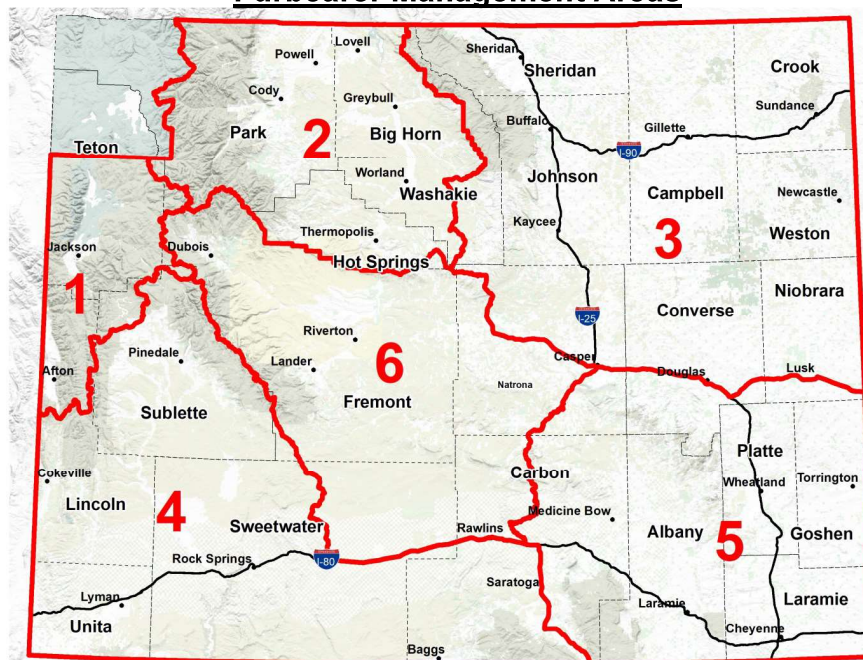 Furbearer Management Areas
Lovell
Powell
Sheridan
Sheridan
Crook
Cody
Greybull
Sundance
Park
2
Big Horn
Buffalo
Gillette
I-90
Teton
Worland
Washakie
Johnson
Campbell
Newcastle
Kaycee
3
Weston
Thermopolis
Jackson
Dubois
Hot Springs
1
Niobrara
Converse
I-25
Riverton
Pinedale
Lander
6
Casper
Afton
Fremont
Natrona
Douglas
Lusk
Sublette
Platte
Cokeville
Carbon
Wheatland
Torrington
Lincoln
4
Sweetwater
Medicine Bow
Rawlins
Albany
5
Goshen
Rock Springs
I-80
Saratoga
Lyman
Laramie
Laramie
Unita
Cheyenne
Baggs